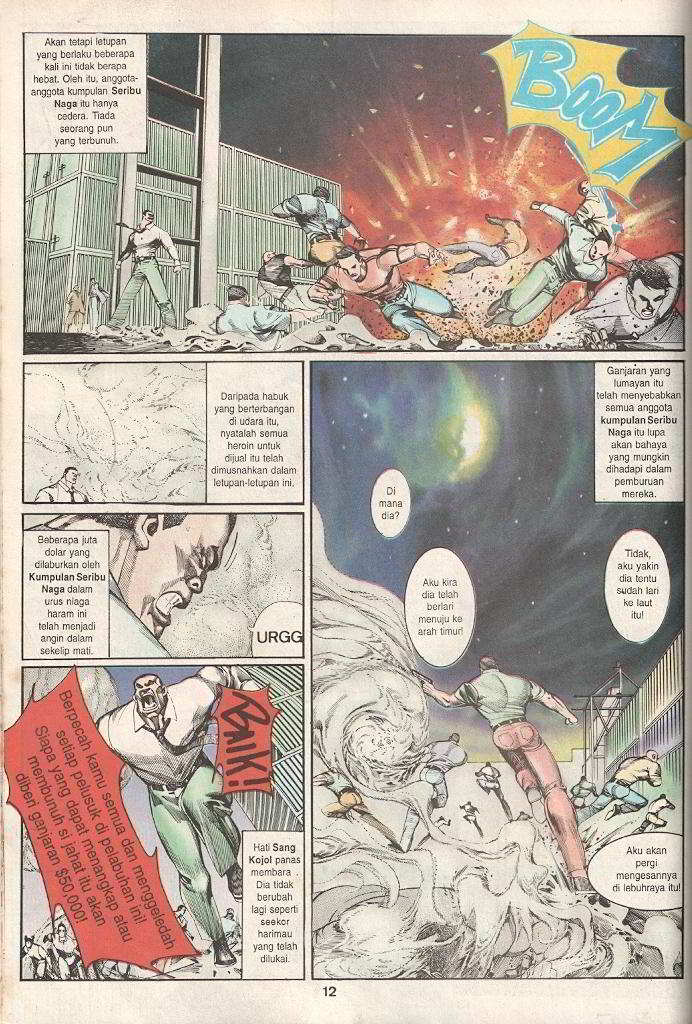 Akan tetapi letupan
yang berlaku beberapa
kali ini tidak berapa
hebat. Oleh itu, anggota-
anggota kumpulan Seribu
Naga itu hanya
cedera. Tiada
seorang pun
yang terbunuh.
BOOM
Daripada habuk
yang berterbangan
di udara itu,
nyatalah semua
heroin untuk
dijual itu telah
dimusnahkan dalam
letupan-letupan ini.
Beberapa juta
dolar yang
dilaburkan oleh
Kumpulan Seribu
Naga dalam
urus niaga
haram ini
telah menjadi
angin dalam
sekelip mati.
URGG
Berpecah kamu semua dan menggeledah
setiap pelusuk di pelabuhan ini!
Siapa yang dapat menangkap atau
membunuh si jahat itu akan
diberi ganjaran $50,000!
BAIK!
Hati Sang
Kojol panas
membara.
Dia tidak
berubah
lagi seperti
seekor
harimau
yang telah
dilukai.
Ganjaran yang
lumayan itu
telah menyebabkan
semua anggota
kumpulan Seribu
Naga itu lupa
akan bahaya
yang mungkin
dihadapi dalam
pemburuan
mereka.
Di
mana
dia?
Aku kira
dia telah
berlari
menuju ke
arah timur!
Tidak,
aku yakin
dia tentu
sudah lari
ke laut
itu!
Aku akan
pergi
mengesannya
di lebuhraya itu!
12